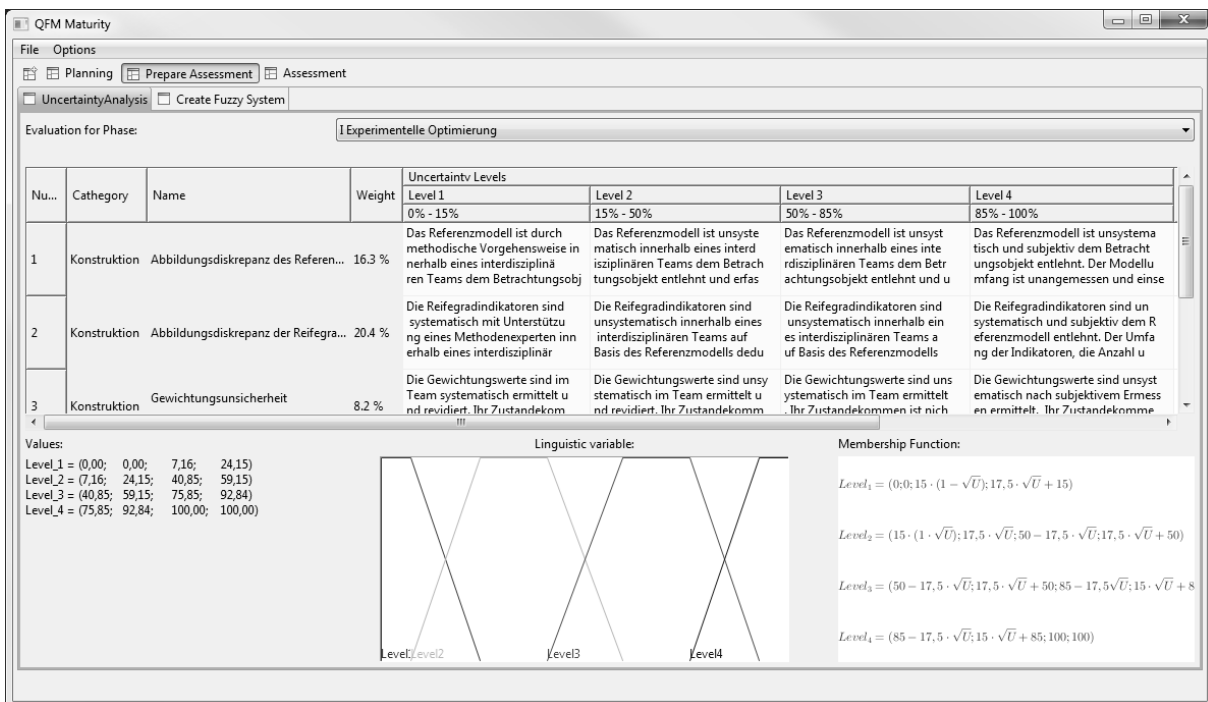 QFM Maturity
File Options
Planning Prepare Assessment Assessment
UncertaintyAnalysis Create Fuzzy System
Evaluation for Phase: I Experimentelle Optimierung
Nu... Cathegory Name Weight Uncertainty Levels
Level 1 Level 2 Level 3 Level 4
0% - 15% 15% - 50% 50% - 85% 85% - 100%
1 Konstruktion Abbildungsdiskrepanz des Referen... 16.3 %
Das Referenzmodell ist durch
methodische Vorgehensweise in
nerhalb eines interdisziplinä
ren Teams dem Betrachtungsobj
Das Referenzmodell ist unsyste
matisch innerhalb eines interd
isziplinären Teams dem Betrach
tungsobjekt entlehnt und erfas
Das Referenzmodell ist unsyst
ematisch innerhalb eines inte
rdisziplinären Teams dem Betr
achtungsobjekt entlehnt und u
Das Referenzmodell ist unsystema
tisch und subjektiv dem Betracht
ungsobjekt entlehnt. Der Modellu
mfang ist unangemessen und einse
2 Konstruktion Abbildungsdiskrepanz der Reifegra... 20.4 %
Die Reifegradindikatoren sind
systematisch mit Unterstützu
ng eines Methodenexperten inn
erhalb eines interdisziplinär
Die Reifegradindikatoren sind
unsystematisch innerhalb eines
interdisziplinären Teams auf
Basis des Referenzmodells dedu
Die Reifegradindikatoren sind
unsystematisch innerhalb ein
es interdisziplinären Teams a
uf Basis des Referenzmodells
Die Reifegradindikatoren sind un
systematisch und subjektiv dem R
eferenzmodell entlehnt. Der Umfa
ng der Indikatoren, die Anzahl u
3 Konstruktion Gewichtungsunsicherheit 8.2 %
Die Gewichtungswerte sind im
Team systematisch ermittelt u
nd revidiert. Ihr Zustandekom
Die Gewichtungswerte sind unsy
stematisch im Team ermittelt u
nd revidiert. Ihr Zustandekomm
Die Gewichtungswerte sind uns
ystematisch im Team ermittelt
. Ihr Zustandekommen ist nich
Die Gewichtungswerte sind unsyst
ematisch nach subjektivem Ermess
en ermittelt. Ihr Zustandekomme
Values:
Level_1 = (0,00; 0,00; 7,16; 24,15)
Level_2 = (7,16; 24,15; 40,85; 59,15)
Level_3 = (40,85; 59,15; 75,85; 92,84)
Level_4 = (75,85; 92,84; 100,00; 100,00)
Linguistic variable:
Level2 Level3 Level4
Membership Function:
Level₁ = (0;0;15 · (1 − √U);17,5 · √U + 15)
Level₂ = (15 · (1 · √U);17,5 · √U;50 − 17,5 · √U;17,5 · √U + 50)
Level₃ = (50 − 17,5 · √U;17,5 · √U + 50;85 − 17,5√U;15 · √U + 8
Level₄ = (85 − 17,5 · √U;15 · √U + 85;100;100)